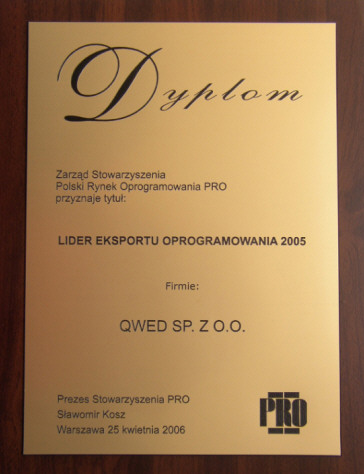 Dyplom
Zarząd Stowarzyszenia
Polski Rynek Oprogramowania PRO
przyznaje tytuł:
LIDER EKSPORTU OPROGRAMOWANIA 2005
Firmie:
QWED SP. Z O.O.
Prezes Stowarzyszenia PRO
Sławomir Kosz
Warszawa 25 kwietnia 2006
PRO